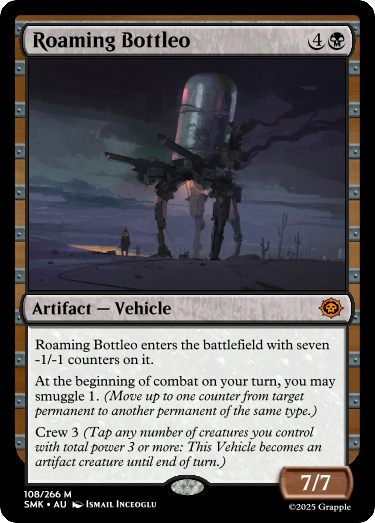 Roaming Bottleo 4
Artifact — Vehicle
Roaming Bottleo enters the battlefield with seven
-1/-1 counters on it.
At the beginning of combat on your turn, you may
smuggle 1. (Move up to one counter from target
permanent to another permanent of the same type.)
Crew 3 (Tap any number of creatures you control
with total power 3 or more: This Vehicle becomes an
artifact creature until end of turn.)
7/7
108/266 M
SMK • AU Ismail Inceoglu
©2025 Grapple